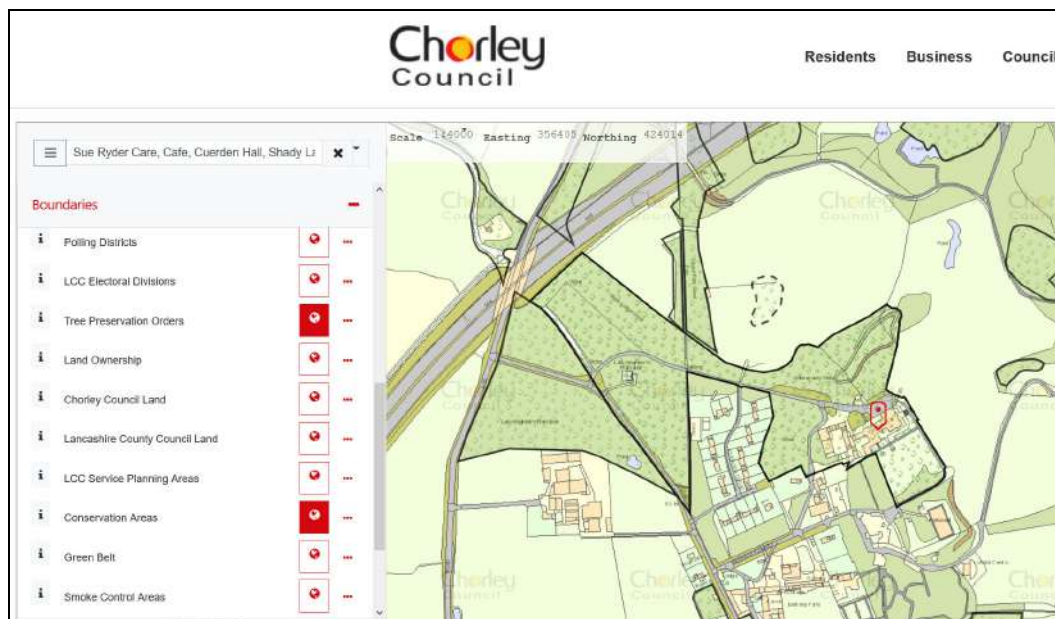 Chorley
Council
Residents Business Council
Scale 1:4000 Easting 356405 Northing 424014
Sue Ryder Care, Cafe, Cuerden Hall, Shady La
Boundaries
Polling Districts
LCC Electoral Divisions
Tree Preservation Orders
Land Ownership
Chorley Council Land
Lancashire County Council Land
LCC Service Planning Areas
Conservation Areas
Green Belt
Smoke Control Areas